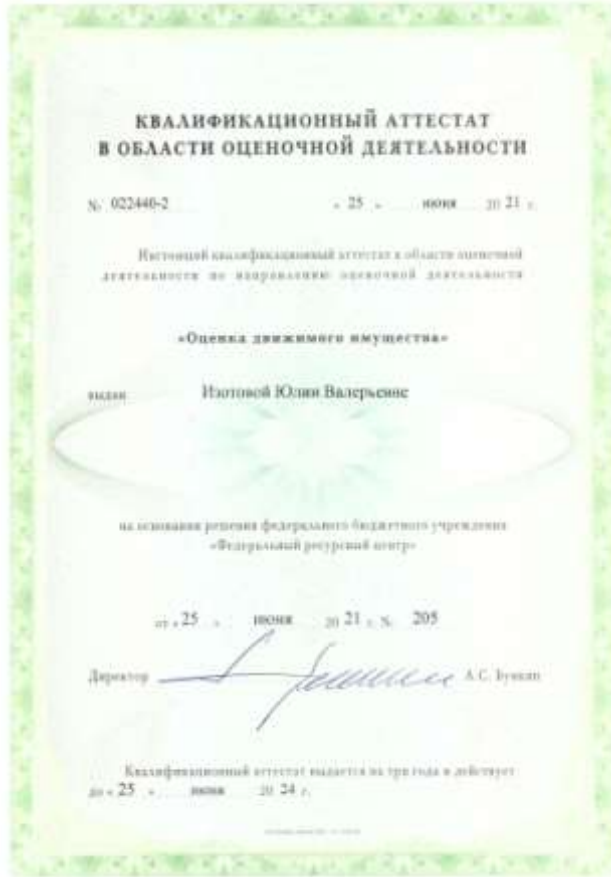 КВАЛИФИКАЦИОННЫЙ АТТЕСТАТ
В ОБЛАСТИ ОЦЕНОЧНОЙ ДЕЯТЕЛЬНОСТИ
№ 022440-2 « 25 » июня 20 21 г.
Настоящий квалификационный аттестат в области оценочной
деятельности по направлению оценочной деятельности
«Оценка движимого имущества»
выдан Изотовой Юлии Валерьевне
на основании решения федерального бюджетного учреждения
«Федеральный ресурсный центр»
от « 25 » июня 20 21 г. № 205
Директор А.С. Бункин
Квалификационный аттестат выдается на три года и действует
до « 25 » июня 20 24 г.